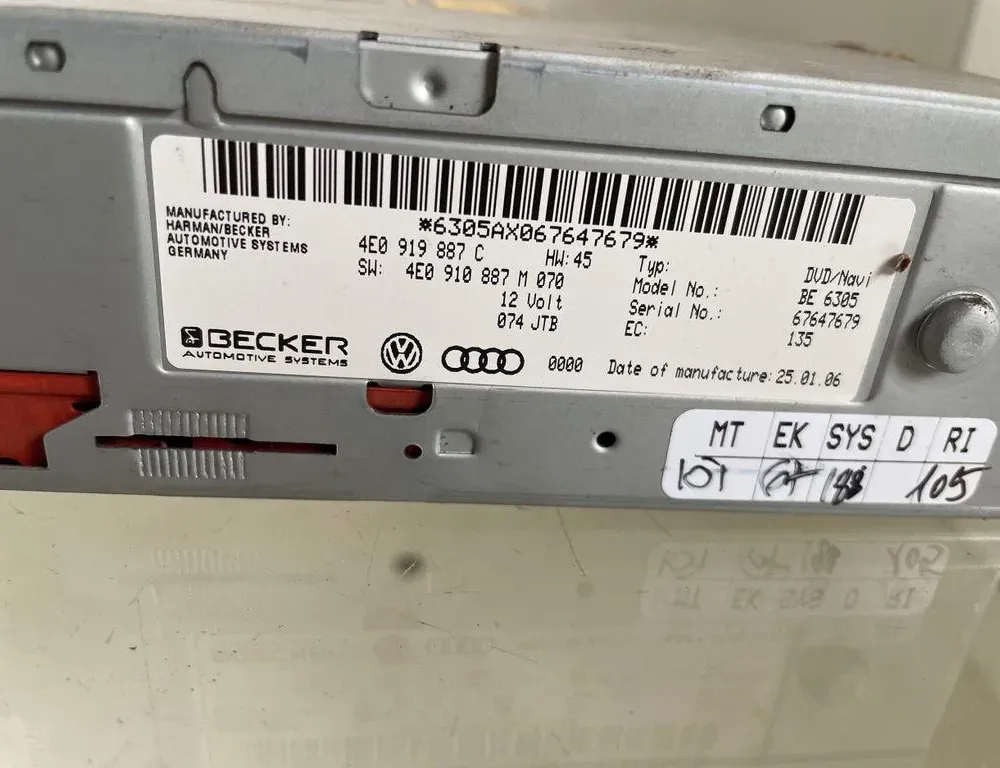 *6305AX067647679*
MANUFACTURED BY:
HARMAN/BECKER
AUTOMOTIVE SYSTEMS
GERMANY
4E0 919 887 C HW:45
SW: 4E0 910 887 M 070
12 Volt
074 JTB
Typ: DVD/Navi
Model No.: BE 6305
Serial No.: 67647679
EC: 135
BECKER
AUTOMOTIVE SYSTEMS
0000 Date of manufacture: 25.01.06
MT EK SYS D RI
188 105